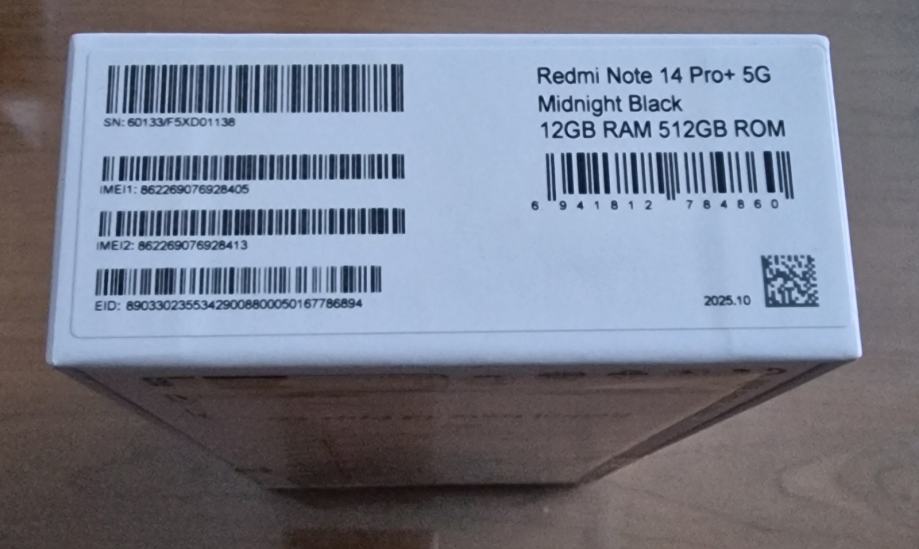 SN: 60133/F5XD01138
IMEI1: 862269076928405
IMEI2: 862269076928413
EID: 89033023553429008800050167786894
Redmi Note 14 Pro+ 5G
Midnight Black
12GB RAM 512GB ROM
6 941812 784860
2025.10